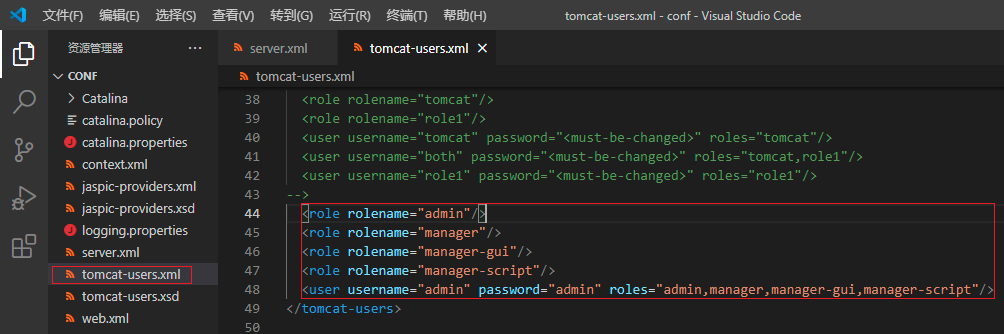 文件(F) 编辑(E) 选择(S) 查看(V) 转到(G) 运行(R) 终端(T) 帮助(H) tomcat-users.xml - conf - Visual Studio Code
资源管理器 ···
CONF
Catalina
catalina.policy
catalina.properties
context.xml
jaspic-providers.xml
jaspic-providers.xsd
logging.properties
server.xml
tomcat-users.xml
tomcat-users.xsd
web.xml
server.xml tomcat-users.xml
tomcat-users.xml
38 <role rolename="tomcat"/>
39 <role rolename="role1"/>
40 <user username="tomcat" password="<must-be-changed>" roles="tomcat"/>
41 <user username="both" password="<must-be-changed>" roles="tomcat,role1"/>
42 <user username="role1" password="<must-be-changed>" roles="role1"/>
43 -->
44 <role rolename="admin"/>
45 <role rolename="manager"/>
46 <role rolename="manager-gui"/>
47 <role rolename="manager-script"/>
48 <user username="admin" password="admin" roles="admin,manager,manager-gui,manager-script"/>
49 </tomcat-users>
50